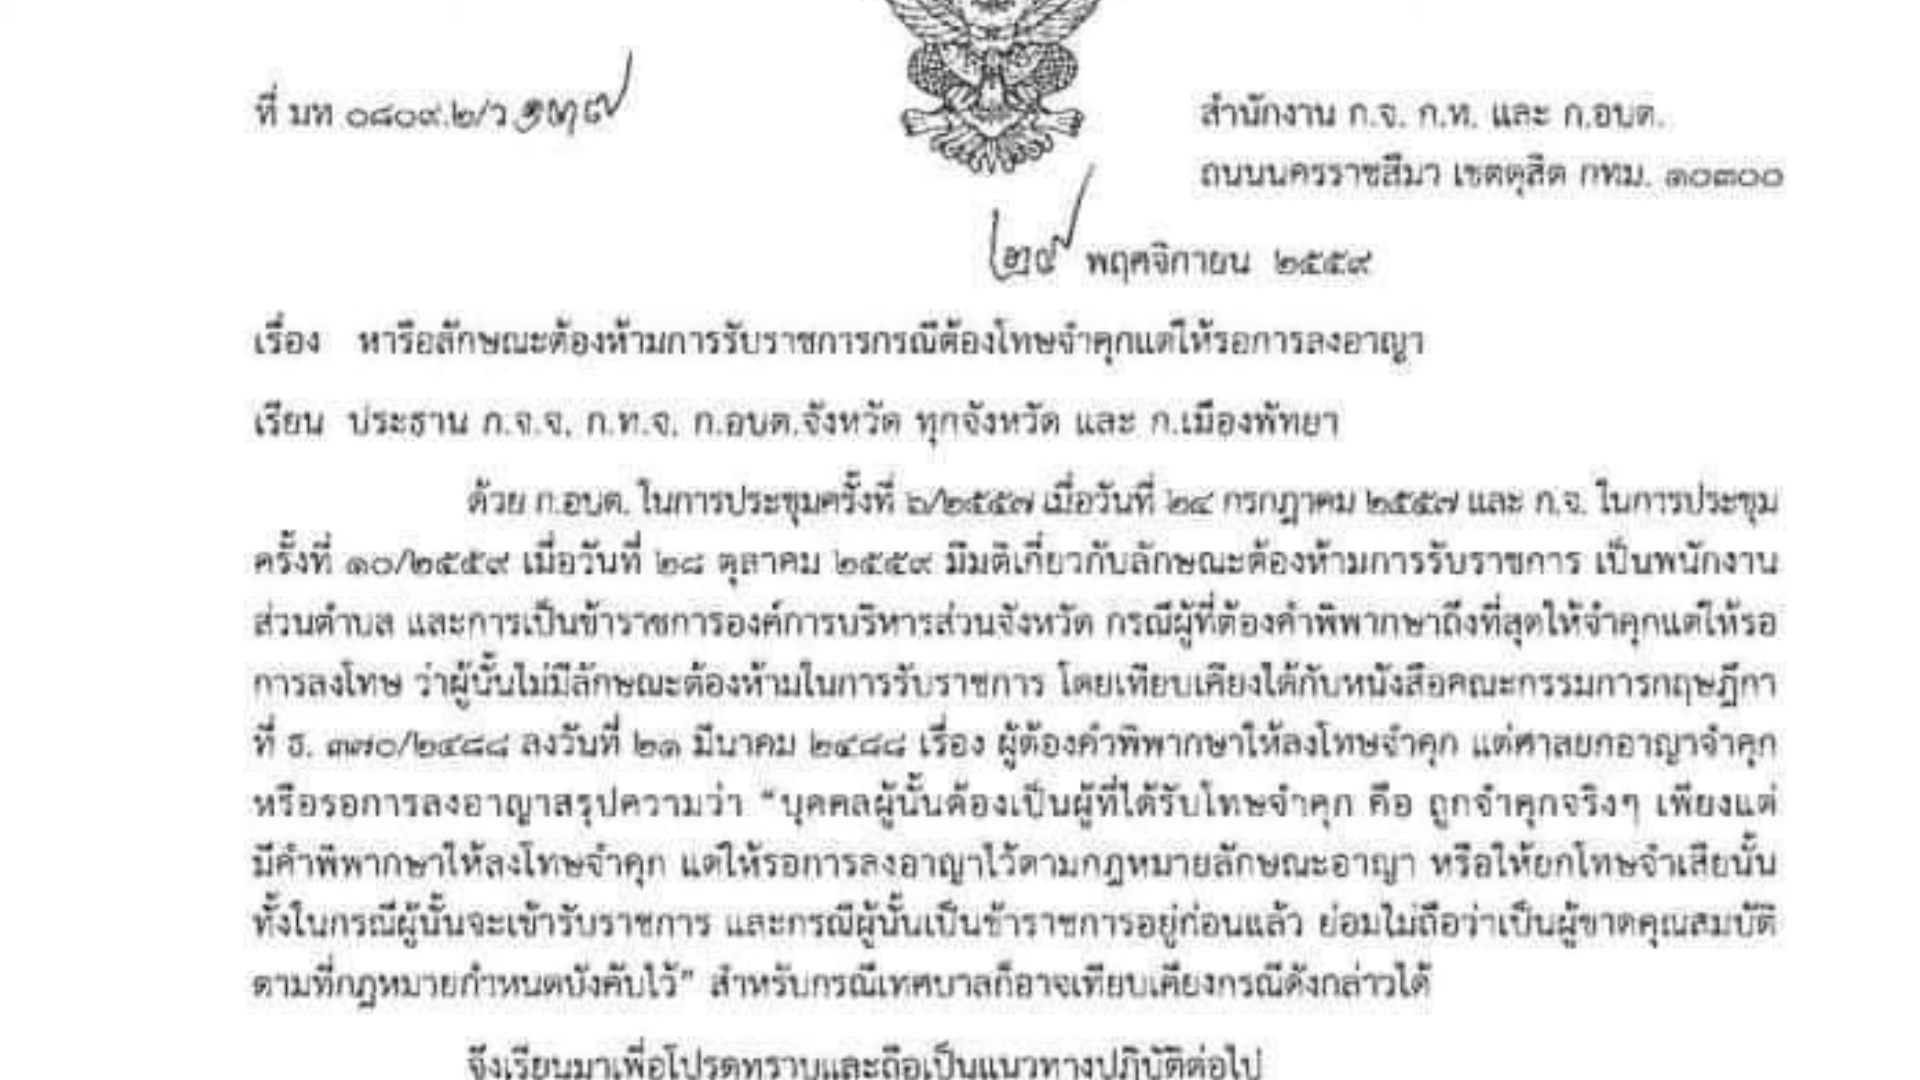 ที่ มท ๐๘๐๙.๒/ว ๑๓๗
สำนักงาน ก.จ. ก.ท. และ ก.อบต.
ถนนนครราชสีมา เขตดุสิต กทม. ๑๐๓๐๐
๒๙ พฤศจิกายน ๒๕๕๙
เรื่อง หารือลักษณะต้องห้ามการรับราชการกรณีต้องโทษจำคุกแต่ให้รอการลงอาญา
เรียน ประธาน ก.จ.จ. ก.ท.จ. ก.อบต.จังหวัด ทุกจังหวัด และ ก.เมืองพัทยา
ด้วย ก.อบต. ในการประชุมครั้งที่ ๖/๒๕๕๗ เมื่อวันที่ ๒๔ กรกฎาคม ๒๕๕๗ และ ก.จ. ในการประชุม
ครั้งที่ ๑๐/๒๕๕๙ เมื่อวันที่ ๒๘ ตุลาคม ๒๕๕๙ มีมติเกี่ยวกับลักษณะต้องห้ามการรับราชการ เป็นพนักงาน
ส่วนตำบล และการเป็นข้าราชการองค์การบริหารส่วนจังหวัด กรณีผู้ที่ต้องคำพิพากษาถึงที่สุดให้จำคุกแต่ให้รอ
การลงโทษ ว่าผู้นั้นไม่มีลักษณะต้องห้ามในการรับราชการ โดยเทียบเคียงได้กับหนังสือคณะกรรมการกฤษฎีกา
ที่ ธ. ๓๗๐/๒๔๘๘ ลงวันที่ ๒๑ มีนาคม ๒๔๘๘ เรื่อง ผู้ต้องคำพิพากษาให้ลงโทษจำคุก แต่ศาลยกอาญาจำคุก
หรือรอการลงอาญาสรุปความว่า “บุคคลผู้นั้นต้องเป็นผู้ที่ได้รับโทษจำคุก คือ ถูกจำคุกจริงๆ เพียงแต่
มีคำพิพากษาให้ลงโทษจำคุก แต่ให้รอการลงอาญาไว้ตามกฎหมายลักษณะอาญา หรือให้ยกโทษจำเสียนั้น
ทั้งในกรณีผู้นั้นจะเข้ารับราชการ และกรณีผู้นั้นเป็นข้าราชการอยู่ก่อนแล้ว ย่อมไม่ถือว่าเป็นผู้ขาดคุณสมบัติ
ตามที่กฎหมายกำหนดบังคับไว้” สำหรับกรณีเทศบาลก็อาจเทียบเคียงกรณีดังกล่าวได้
จึงเรียนมาเพื่อโปรดทราบและถือเป็นแนวทางปฏิบัติต่อไป